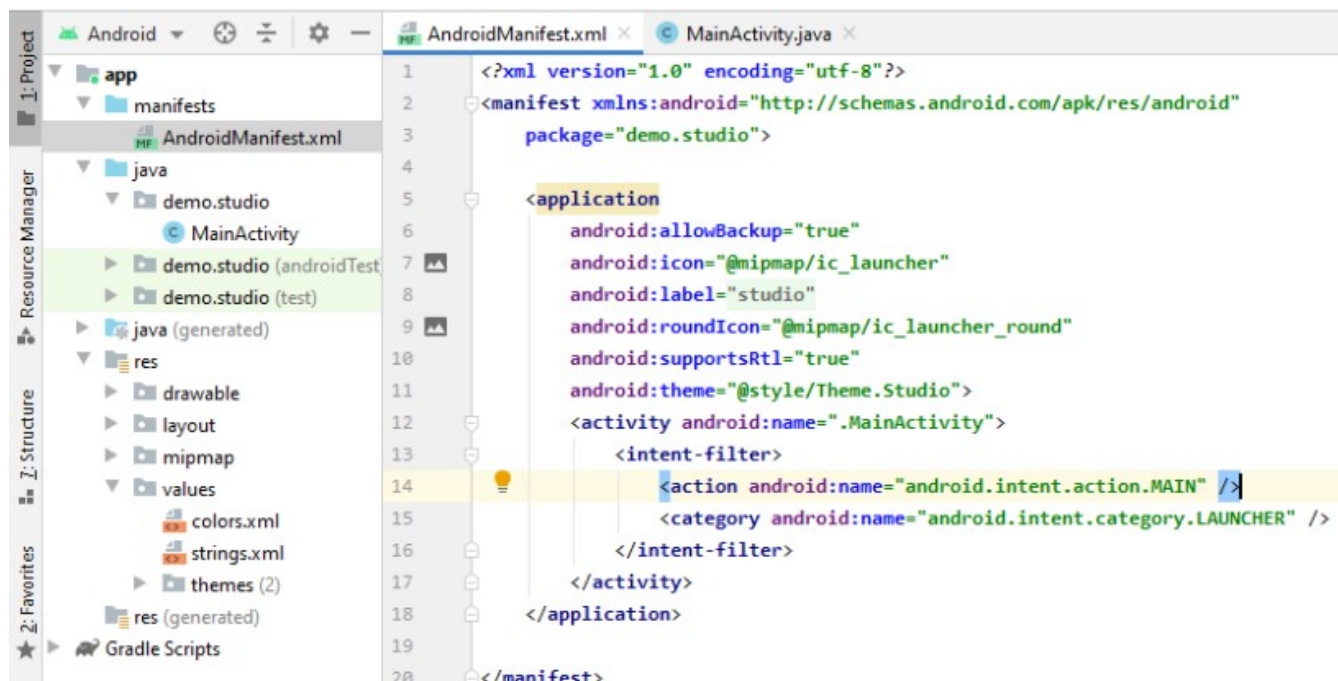 1: Project
Resource Manager
7: Structure
2: Favorites
Android
app
manifests
MF AndroidManifest.xml
java
demo.studio
C MainActivity
demo.studio (androidTest
demo.studio (test)
java (generated)
res
drawable
layout
mipmap
values
colors.xml
strings.xml
themes (2)
res (generated)
Gradle Scripts
MF AndroidManifest.xml
C MainActivity.java
1 <?xml version="1.0" encoding="utf-8"?>
2 <manifest xmlns:android="http://schemas.android.com/apk/res/android"
3 package="demo.studio">
4
5 <application
6 android:allowBackup="true"
7 android:icon="@mipmap/ic_launcher"
8 android:label="studio"
9 android:roundIcon="@mipmap/ic_launcher_round"
10 android:supportsRtl="true"
11 android:theme="@style/Theme.Studio">
12 <activity android:name=".MainActivity">
13 <intent-filter>
14 <action android:name="android.intent.action.MAIN" />
15 <category android:name="android.intent.category.LAUNCHER" />
16 </intent-filter>
17 </activity>
18 </application>
19
20 </manifest>